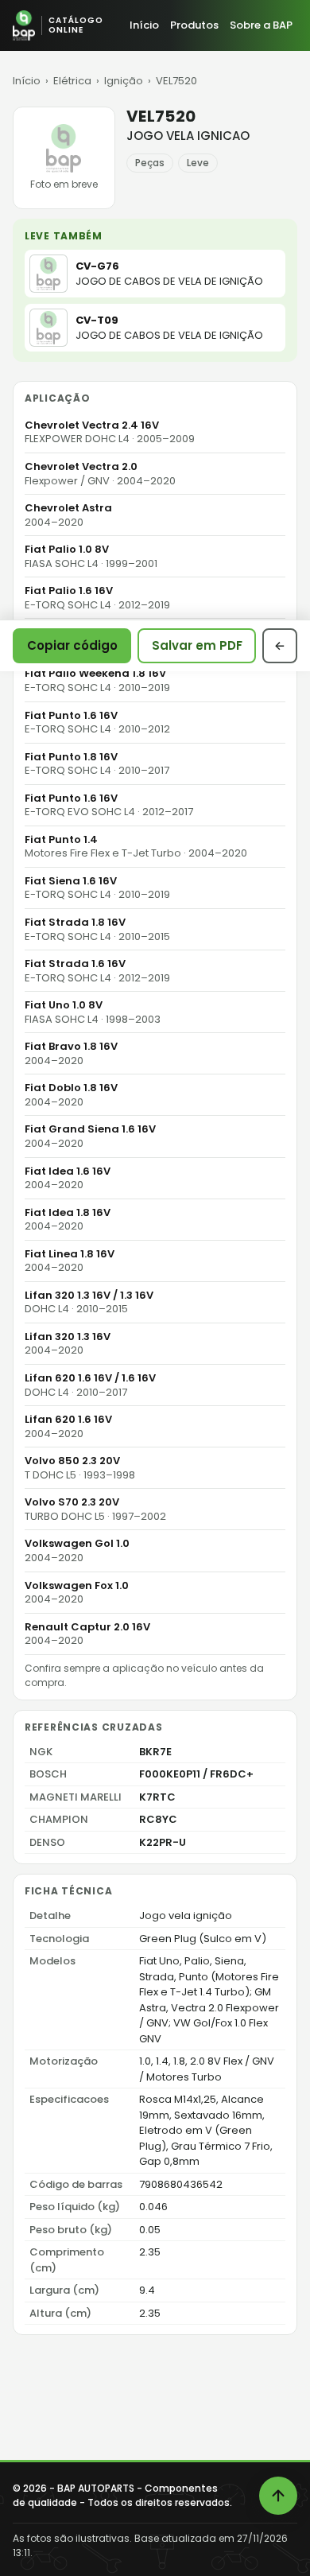 bap
CATÁLOGO
ONLINE
Início
Produtos
Sobre a BAP
Início › Elétrica › Ignição › VEL7520
bap
Foto em breve
VEL7520
JOGO VELA IGNICAO
Peças
Leve
LEVE TAMBÉM
bap
CV-G76
JOGO DE CABOS DE VELA DE IGNIÇÃO
bap
CV-T09
JOGO DE CABOS DE VELA DE IGNIÇÃO
APLICAÇÃO
Chevrolet Vectra 2.4 16V
FLEXPOWER DOHC L4 · 2005–2009
Chevrolet Vectra 2.0
Flexpower / GNV · 2004–2020
Chevrolet Astra
2004–2020
Fiat Palio 1.0 8V
FIASA SOHC L4 · 1999–2001
Fiat Palio 1.6 16V
E-TORQ SOHC L4 · 2012–2019
Copiar código
Salvar em PDF
←
Fiat Palio Weekend 1.8 16V
E-TORQ SOHC L4 · 2010–2019
Fiat Punto 1.6 16V
E-TORQ SOHC L4 · 2010–2012
Fiat Punto 1.8 16V
E-TORQ SOHC L4 · 2010–2017
Fiat Punto 1.6 16V
E-TORQ EVO SOHC L4 · 2012–2017
Fiat Punto 1.4
Motores Fire Flex e T-Jet Turbo · 2004–2020
Fiat Siena 1.6 16V
E-TORQ SOHC L4 · 2010–2019
Fiat Strada 1.8 16V
E-TORQ SOHC L4 · 2010–2015
Fiat Strada 1.6 16V
E-TORQ SOHC L4 · 2012–2019
Fiat Uno 1.0 8V
FIASA SOHC L4 · 1998–2003
Fiat Bravo 1.8 16V
2004–2020
Fiat Doblo 1.8 16V
2004–2020
Fiat Grand Siena 1.6 16V
2004–2020
Fiat Idea 1.6 16V
2004–2020
Fiat Idea 1.8 16V
2004–2020
Fiat Linea 1.8 16V
2004–2020
Lifan 320 1.3 16V / 1.3 16V
DOHC L4 · 2010–2015
Lifan 320 1.3 16V
2004–2020
Lifan 620 1.6 16V / 1.6 16V
DOHC L4 · 2010–2017
Lifan 620 1.6 16V
2004–2020
Volvo 850 2.3 20V
T DOHC L5 · 1993–1998
Volvo S70 2.3 20V
TURBO DOHC L5 · 1997–2002
Volkswagen Gol 1.0
2004–2020
Volkswagen Fox 1.0
2004–2020
Renault Captur 2.0 16V
2004–2020
Confira sempre a aplicação no veículo antes da
compra.
REFERÊNCIAS CRUZADAS
NGK BKR7E
BOSCH F000KE0P11 / FR6DC+
MAGNETI MARELLI K7RTC
CHAMPION RC8YC
DENSO K22PR-U
FICHA TÉCNICA
Detalhe Jogo vela ignição
Tecnologia Green Plug (Sulco em V)
Modelos Fiat Uno, Palio, Siena,
Strada, Punto (Motores Fire
Flex e T-Jet 1.4 Turbo); GM
Astra, Vectra 2.0 Flexpower
/ GNV; VW Gol/Fox 1.0 Flex
GNV
Motorização 1.0, 1.4, 1.8, 2.0 8V Flex / GNV
/ Motores Turbo
Especificacoes Rosca M14x1,25, Alcance
19mm, Sextavado 16mm,
Eletrodo em V (Green
Plug), Grau Térmico 7 Frio,
Gap 0,8mm
Código de barras 7908680436542
Peso líquido (kg) 0.046
Peso bruto (kg) 0.05
Comprimento
(cm) 2.35
Largura (cm) 9.4
Altura (cm) 2.35
© 2026 - BAP AUTOPARTS - Componentes
de qualidade - Todos os direitos reservados.
As fotos são ilustrativas. Base atualizada em 27/11/2026
13:11.